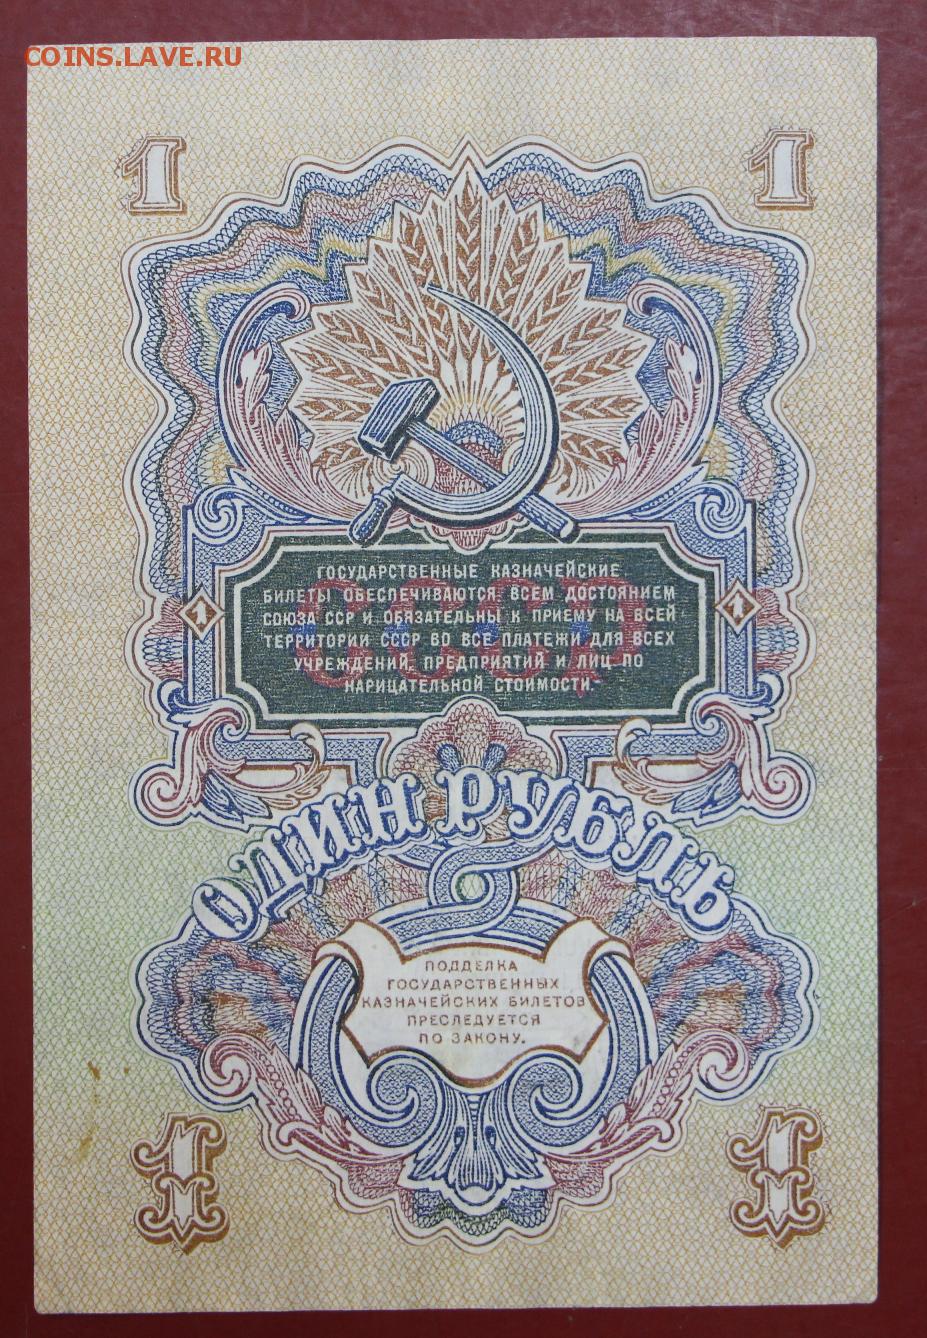 COINS.LAVE.RU
1 1
ГОСУДАРСТВЕННЫЕ КАЗНАЧЕЙСКИЕ
БИЛЕТЫ ОБЕСПЕЧИВАЮТСЯ ВСЕМ ДОСТОЯНИЕМ
СОЮЗА ССР И ОБЯЗАТЕЛЬНЫ К ПРИЕМУ НА ВСЕЙ
ТЕРРИТОРИИ СССР ВО ВСЕ ПЛАТЕЖИ ДЛЯ ВСЕХ
УЧРЕЖДЕНИЙ, ПРЕДПРИЯТИЙ И ЛИЦ ПО
НАРИЦАТЕЛЬНОЙ СТОИМОСТИ.
СССР
1 1
ОДИН РУБЛЬ
ПОДДЕЛКА
ГОСУДАРСТВЕННЫХ
КАЗНАЧЕЙСКИХ БИЛЕТОВ
ПРЕСЛЕДУЕТСЯ
ПО ЗАКОНУ.
1 1